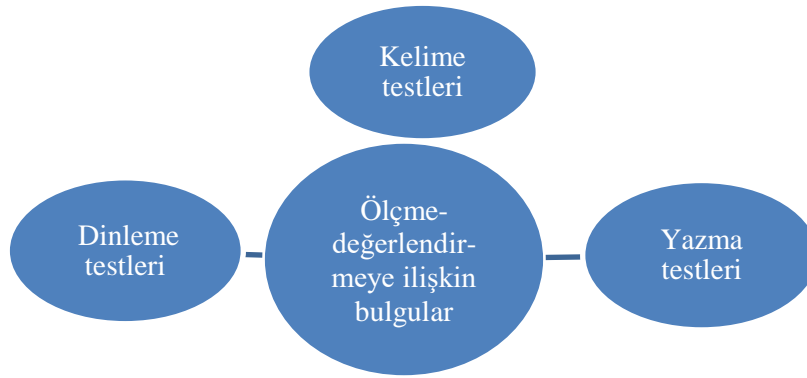 Kelime
testleri
Dinleme
testleri
Ölçme-
değerlendir-
meye ilişkin
bulgular
Yazma
testleri